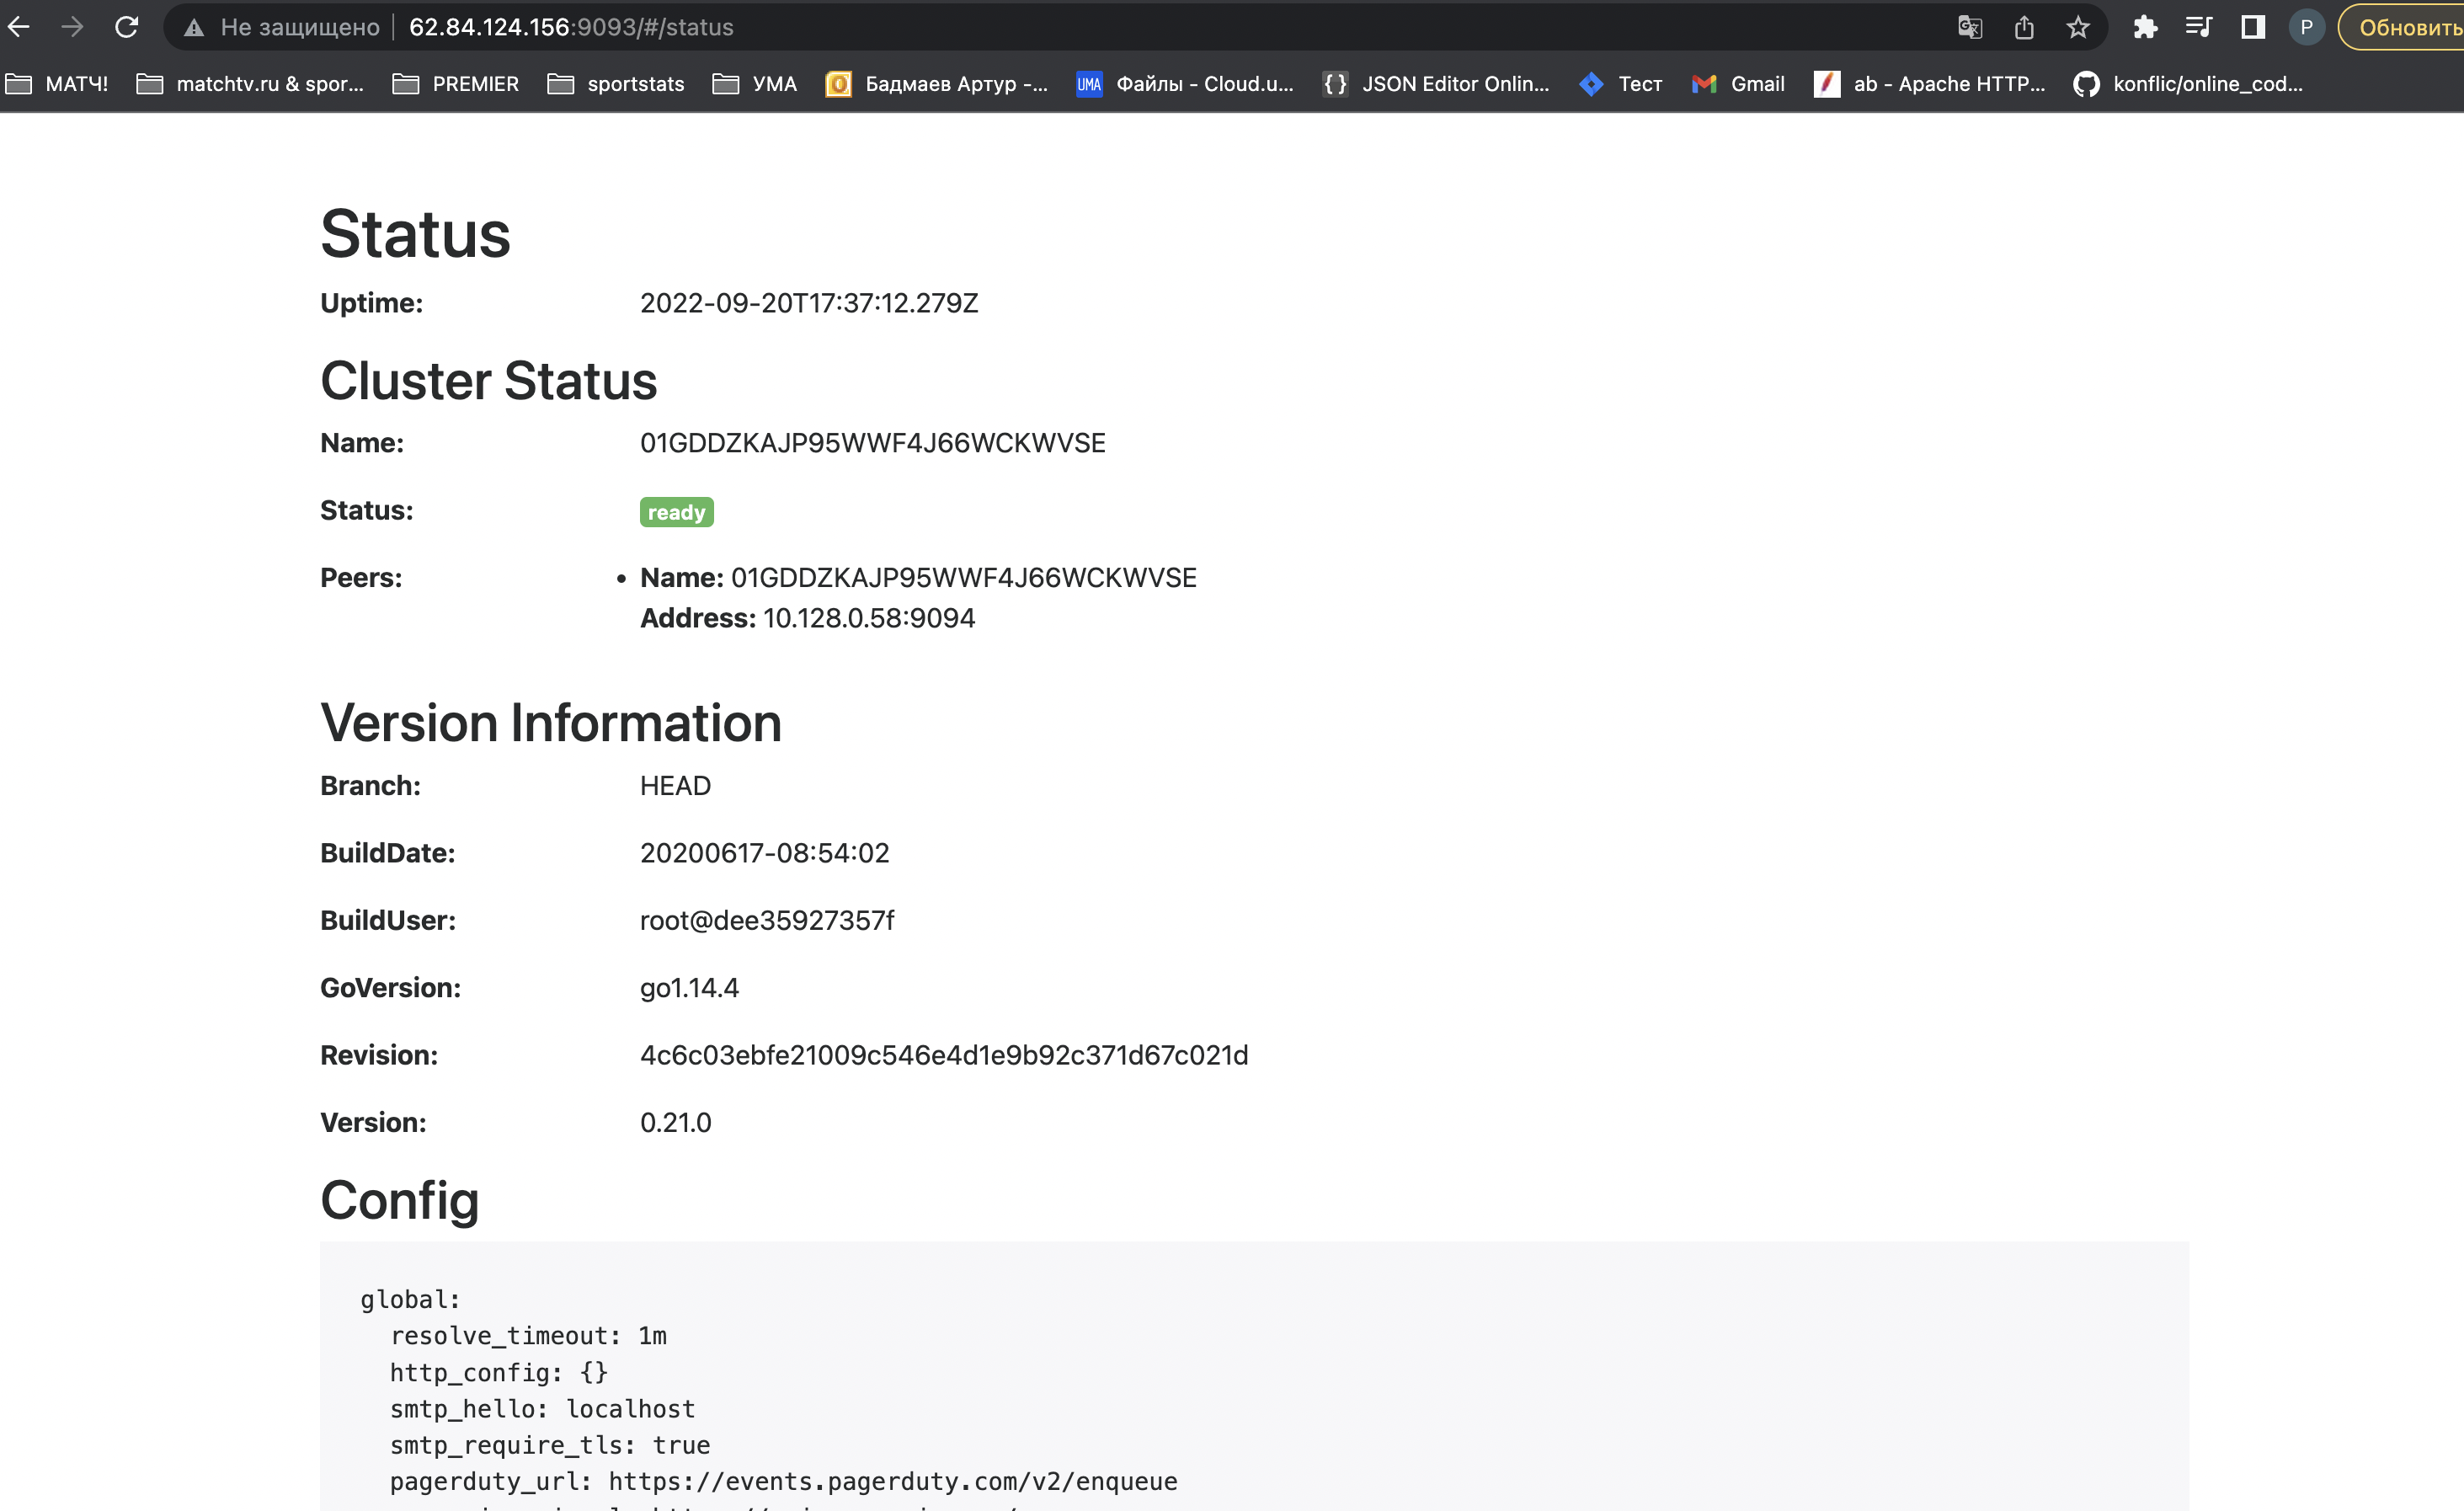 Не защищено 62.84.124.156:9093/#/status
P
Обновить
МАТЧ!
matchtv.ru & spor...
PREMIER
sportstats
УМА
Бадмаев Артур -...
UMA
Файлы - Cloud.u...
{}
JSON Editor Onlin...
Тест
Gmail
ab - Apache HTTP...
konflic/online_cod...
Status
Uptime: 2022-09-20T17:37:12.279Z
Cluster Status
Name: 01GDDZKAJP95WWF4J66WCKWVSE
Status: ready
Peers: • Name: 01GDDZKAJP95WWF4J66WCKWVSE
Address: 10.128.0.58:9094
Version Information
Branch: HEAD
BuildDate: 20200617-08:54:02
BuildUser: root@dee35927357f
GoVersion: go1.14.4
Revision: 4c6c03ebfe21009c546e4d1e9b92c371d67c021d
Version: 0.21.0
Config
global:
resolve_timeout: 1m
http_config: {}
smtp_hello: localhost
smtp_require_tls: true
pagerduty_url: https://events.pagerduty.com/v2/enqueue